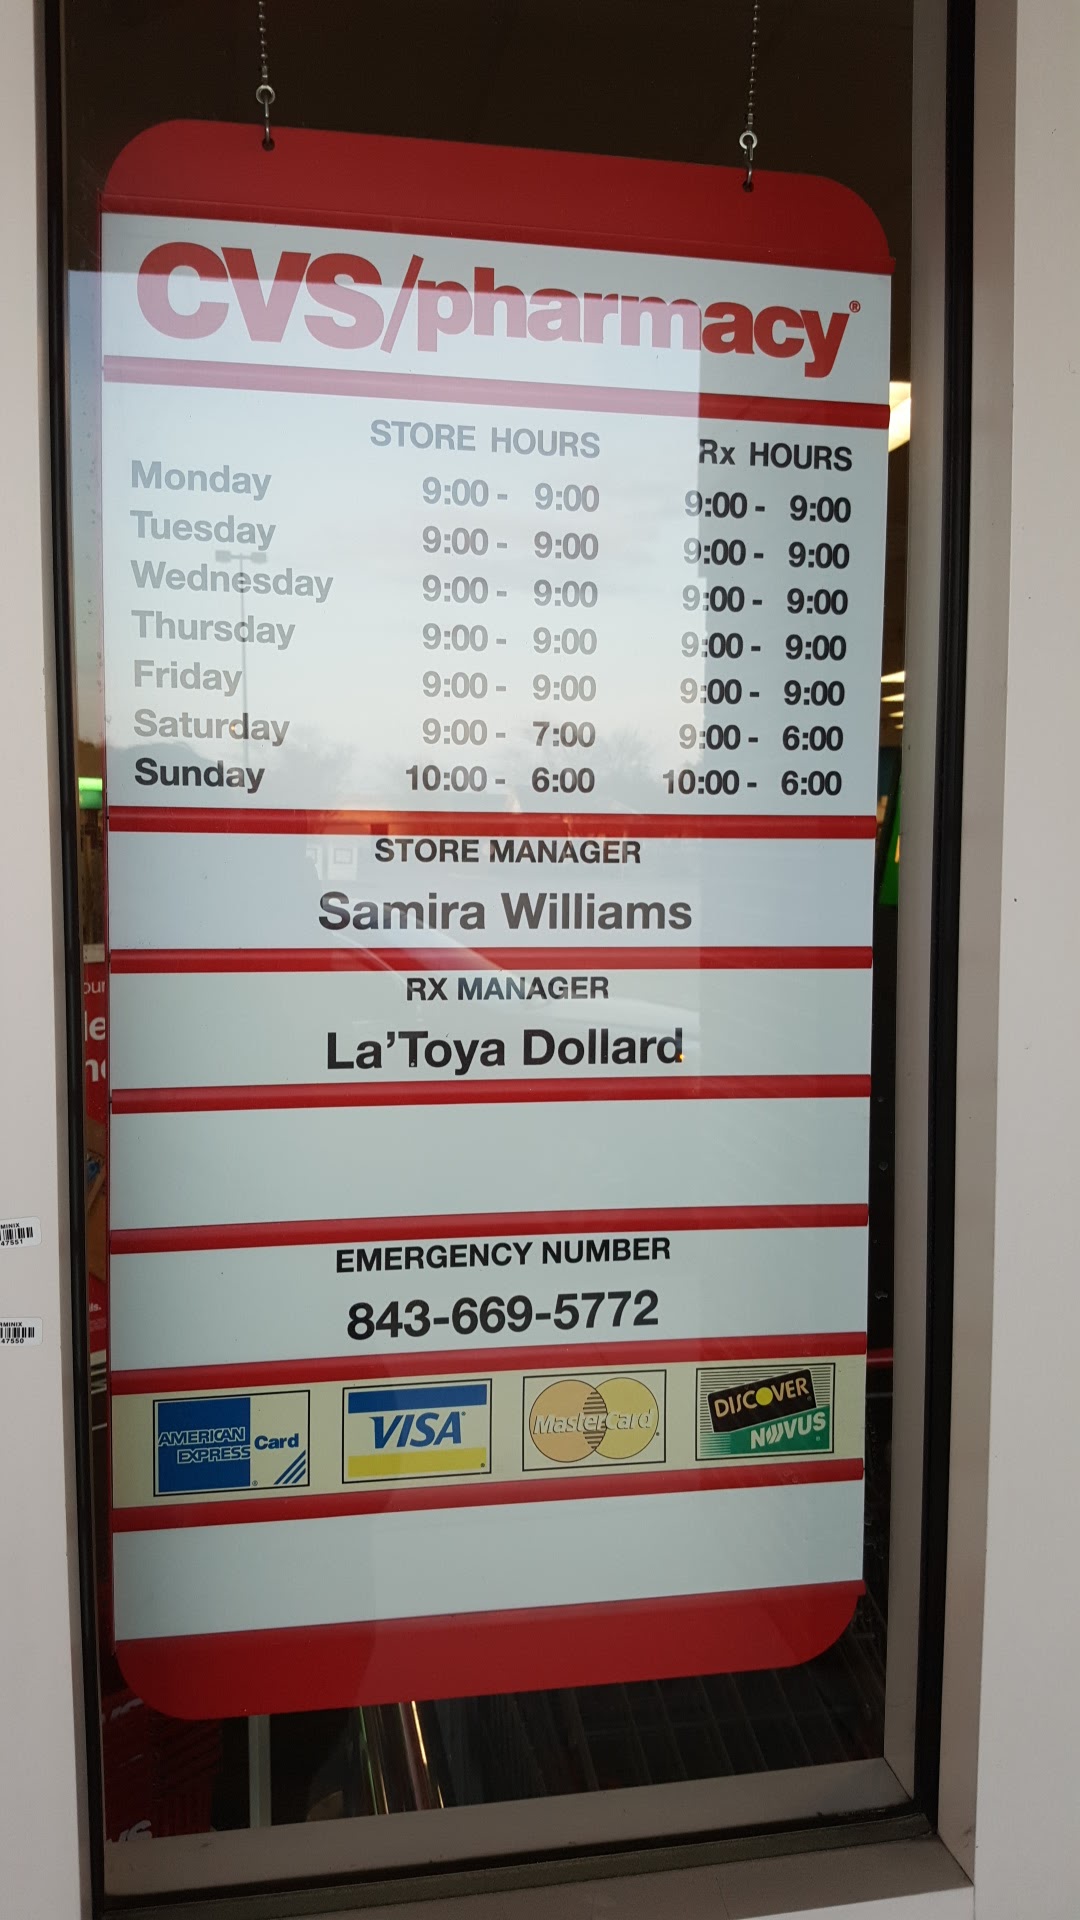 CVS/pharmacy®
STORE HOURS Rx HOURS
Monday 9:00 - 9:00 9:00 - 9:00
Tuesday 9:00 - 9:00 9:00 - 9:00
Wednesday 9:00 - 9:00 9:00 - 9:00
Thursday 9:00 - 9:00 9:00 - 9:00
Friday 9:00 - 9:00 9:00 - 9:00
Saturday 9:00 - 7:00 9:00 - 6:00
Sunday 10:00 - 6:00 10:00 - 6:00
STORE MANAGER
Samira Williams
RX MANAGER
La'Toya Dollard
EMERGENCY NUMBER
843-669-5772
AMERICAN EXPRESS Card
VISA
MasterCard
DISCOVER
NOVUS
MINIX
47551
RMINIX
47550